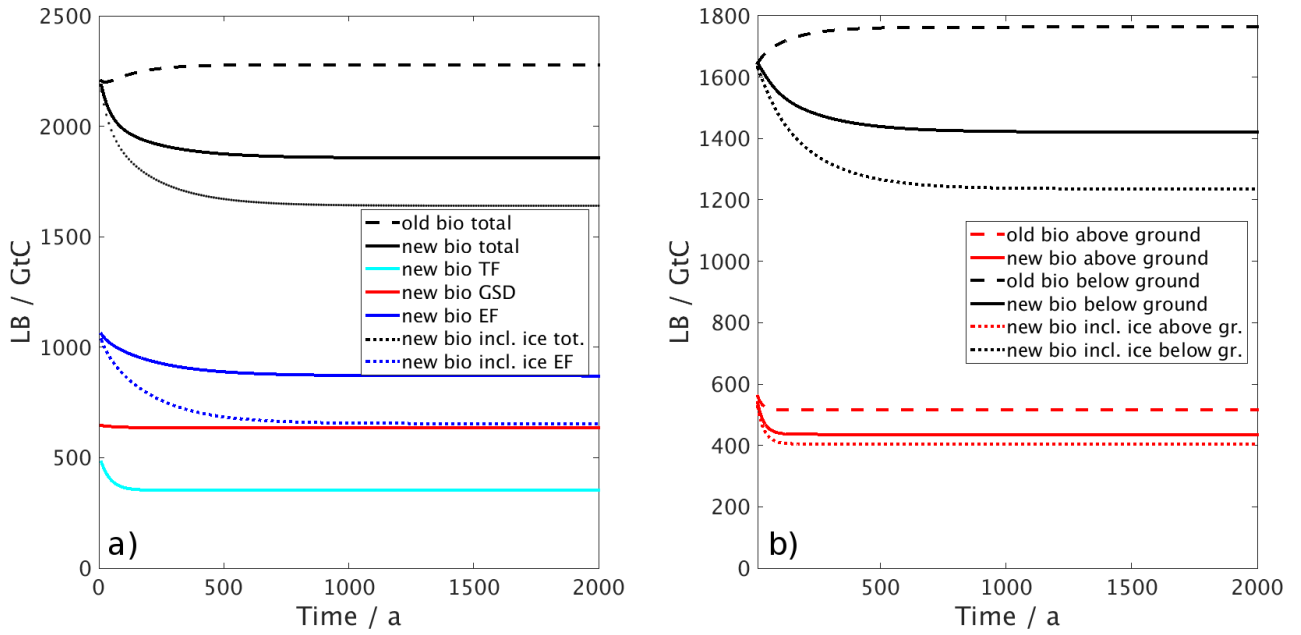 2500
2000
1500
1000
500
0
LB / GtC
old bio total
new bio total
new bio TF
new bio GSD
new bio EF
new bio incl. ice tot.
new bio incl. ice EF
a)
0 500 1000 1500 2000
Time / a
1800
1600
1400
1200
1000
800
600
400
200
0
LB / GtC
old bio above ground
new bio above ground
old bio below ground
new bio below ground
new bio incl. ice above gr.
new bio incl. ice below gr.
b)
500 1000 1500 2000
Time / a